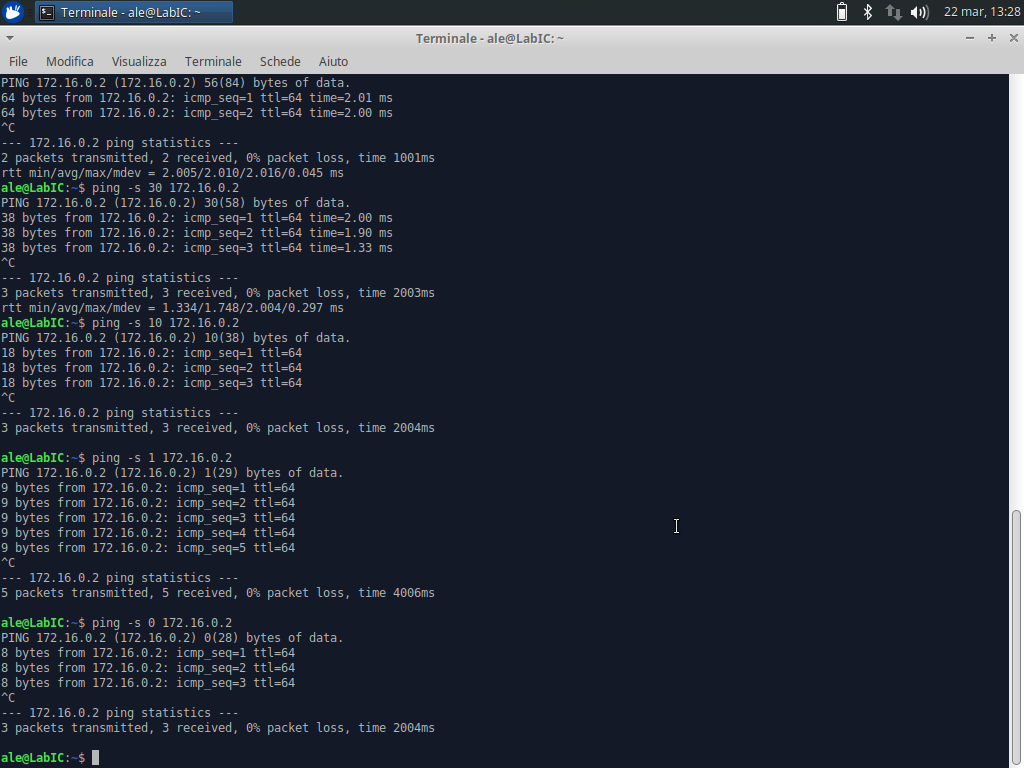 Terminale - ale@LabIC: ~
22 mar, 13:28
Terminale - ale@LabIC: ~
File Modifica Visualizza Terminale Schede Aiuto
PING 172.16.0.2 (172.16.0.2) 56(84) bytes of data.
64 bytes from 172.16.0.2: icmp_seq=1 ttl=64 time=2.01 ms
64 bytes from 172.16.0.2: icmp_seq=2 ttl=64 time=2.00 ms
^C
--- 172.16.0.2 ping statistics ---
2 packets transmitted, 2 received, 0% packet loss, time 1001ms
rtt min/avg/max/mdev = 2.005/2.010/2.016/0.045 ms
ale@LabIC:~$ ping -s 30 172.16.0.2
PING 172.16.0.2 (172.16.0.2) 30(58) bytes of data.
38 bytes from 172.16.0.2: icmp_seq=1 ttl=64 time=2.00 ms
38 bytes from 172.16.0.2: icmp_seq=2 ttl=64 time=1.90 ms
38 bytes from 172.16.0.2: icmp_seq=3 ttl=64 time=1.33 ms
^C
--- 172.16.0.2 ping statistics ---
3 packets transmitted, 3 received, 0% packet loss, time 2003ms
rtt min/avg/max/mdev = 1.334/1.748/2.004/0.297 ms
ale@LabIC:~$ ping -s 10 172.16.0.2
PING 172.16.0.2 (172.16.0.2) 10(38) bytes of data.
18 bytes from 172.16.0.2: icmp_seq=1 ttl=64
18 bytes from 172.16.0.2: icmp_seq=2 ttl=64
18 bytes from 172.16.0.2: icmp_seq=3 ttl=64
^C
--- 172.16.0.2 ping statistics ---
3 packets transmitted, 3 received, 0% packet loss, time 2004ms
ale@LabIC:~$ ping -s 1 172.16.0.2
PING 172.16.0.2 (172.16.0.2) 1(29) bytes of data.
9 bytes from 172.16.0.2: icmp_seq=1 ttl=64
9 bytes from 172.16.0.2: icmp_seq=2 ttl=64
9 bytes from 172.16.0.2: icmp_seq=3 ttl=64
9 bytes from 172.16.0.2: icmp_seq=4 ttl=64
9 bytes from 172.16.0.2: icmp_seq=5 ttl=64
^C
--- 172.16.0.2 ping statistics ---
5 packets transmitted, 5 received, 0% packet loss, time 4006ms
ale@LabIC:~$ ping -s 0 172.16.0.2
PING 172.16.0.2 (172.16.0.2) 0(28) bytes of data.
8 bytes from 172.16.0.2: icmp_seq=1 ttl=64
8 bytes from 172.16.0.2: icmp_seq=2 ttl=64
8 bytes from 172.16.0.2: icmp_seq=3 ttl=64
^C
--- 172.16.0.2 ping statistics ---
3 packets transmitted, 3 received, 0% packet loss, time 2004ms
ale@LabIC:~$